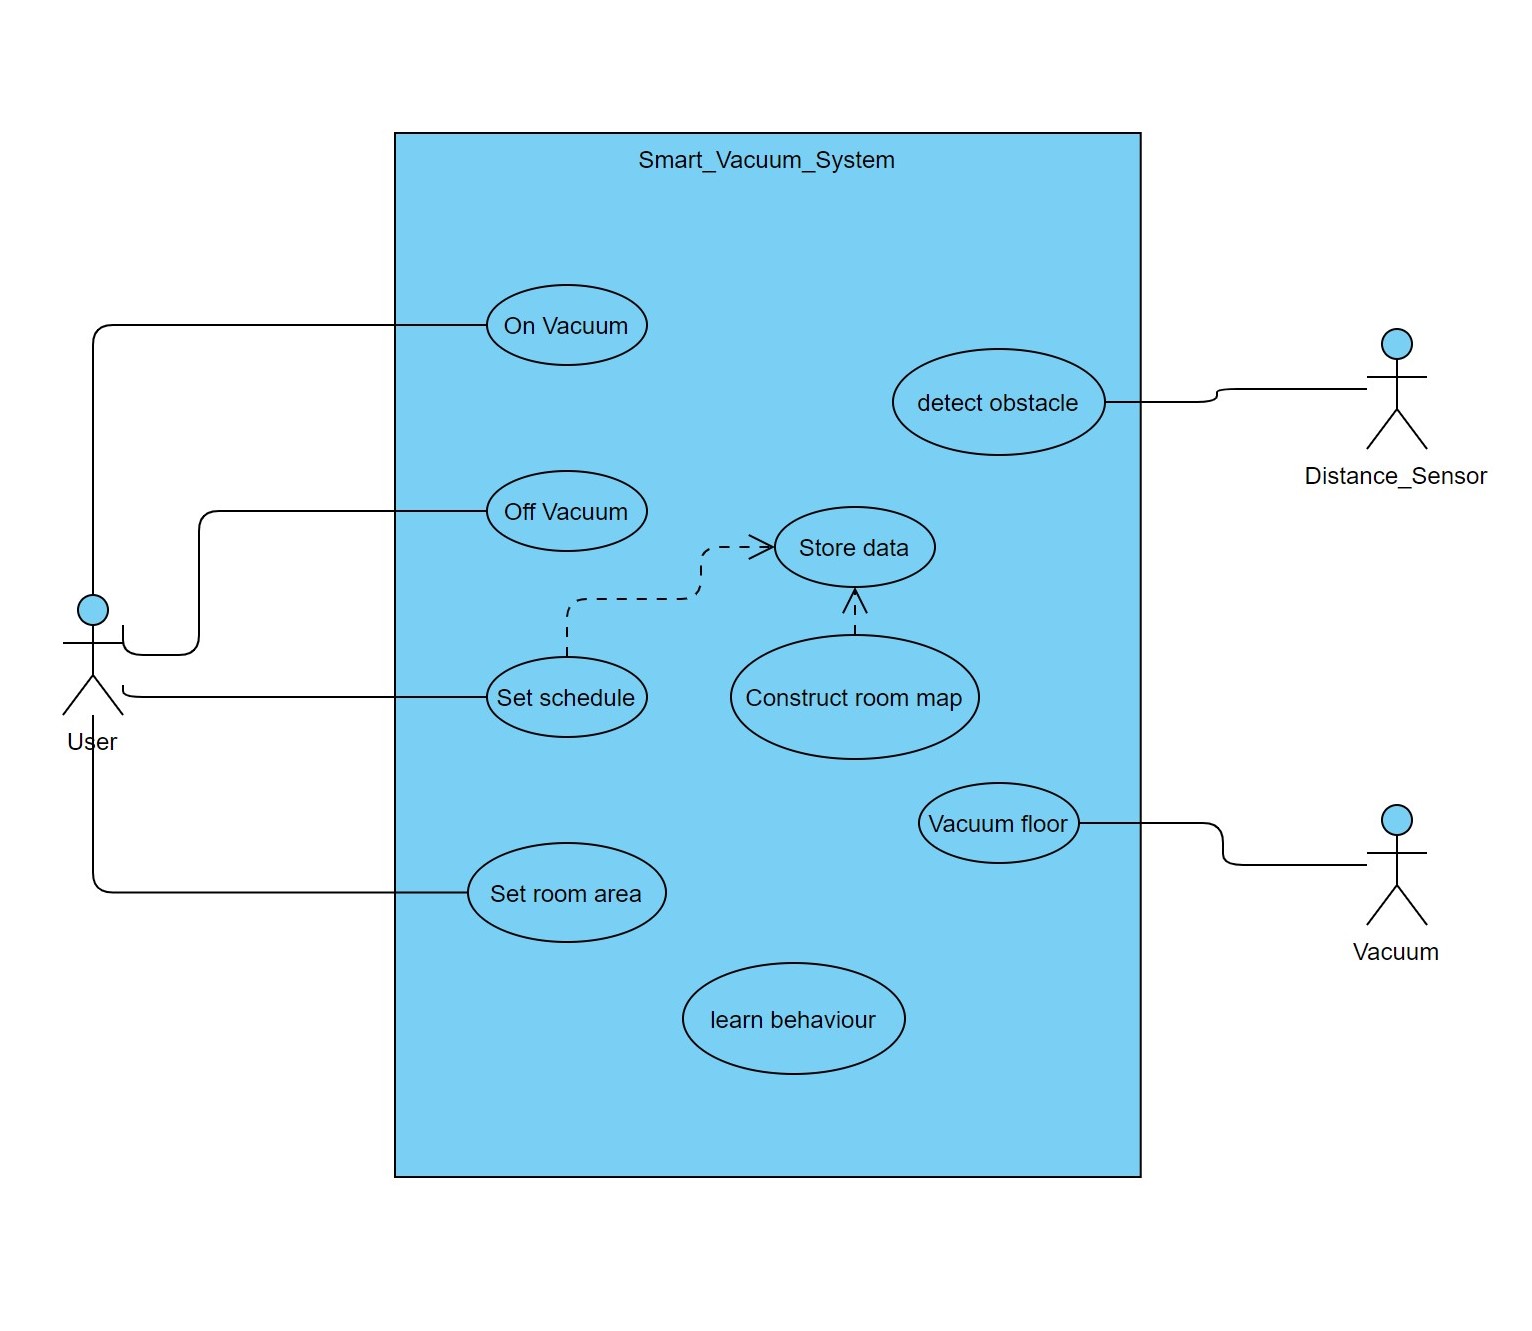 Smart_Vacuum_System
On Vacuum
detect obstacle
Distance_Sensor
Off Vacuum
Store data
Set schedule
Construct room map
User
Vacuum floor
Set room area
Vacuum
learn behaviour